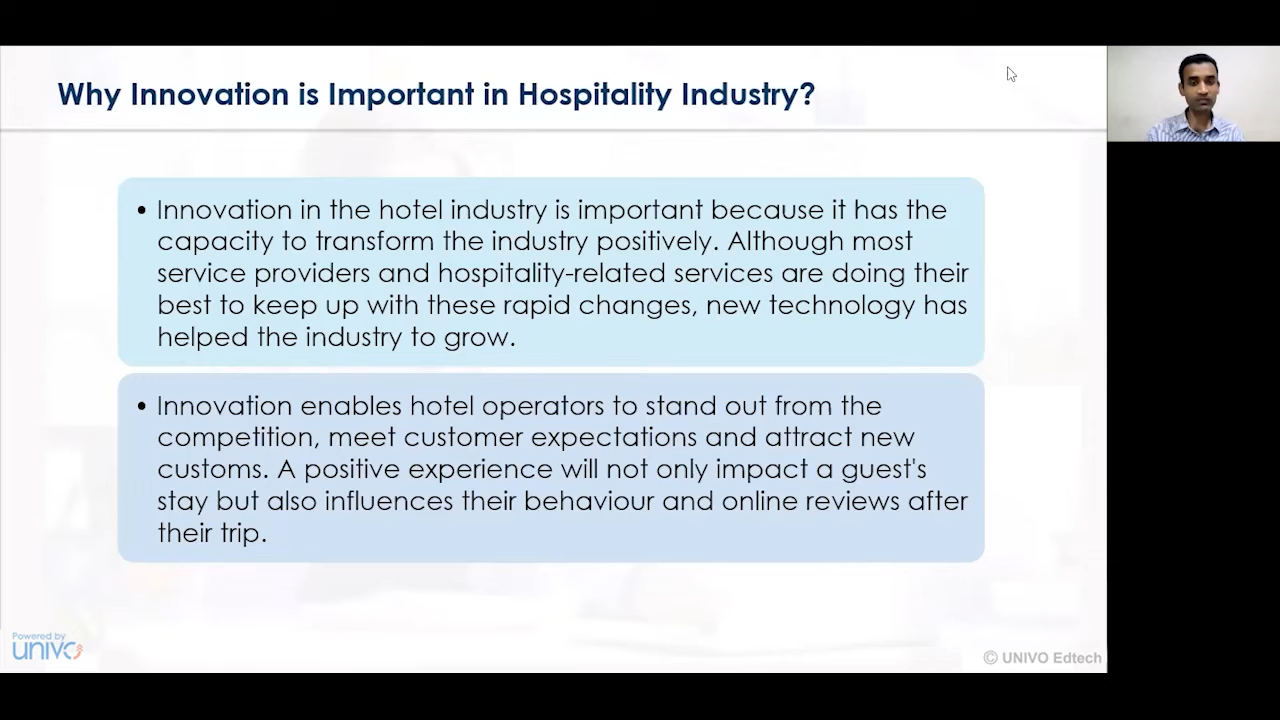 Why Innovation is Important in Hospitality Industry?
• Innovation in the hotel industry is important because it has the
capacity to transform the industry positively. Although most
service providers and hospitality-related services are doing their
best to keep up with these rapid changes, new technology has
helped the industry to grow.
• Innovation enables hotel operators to stand out from the
competition, meet customer expectations and attract new
customs. A positive experience will not only impact a guest's
stay but also influences their behaviour and online reviews after
their trip.
Powered by
univo
© UNIVO Edtech